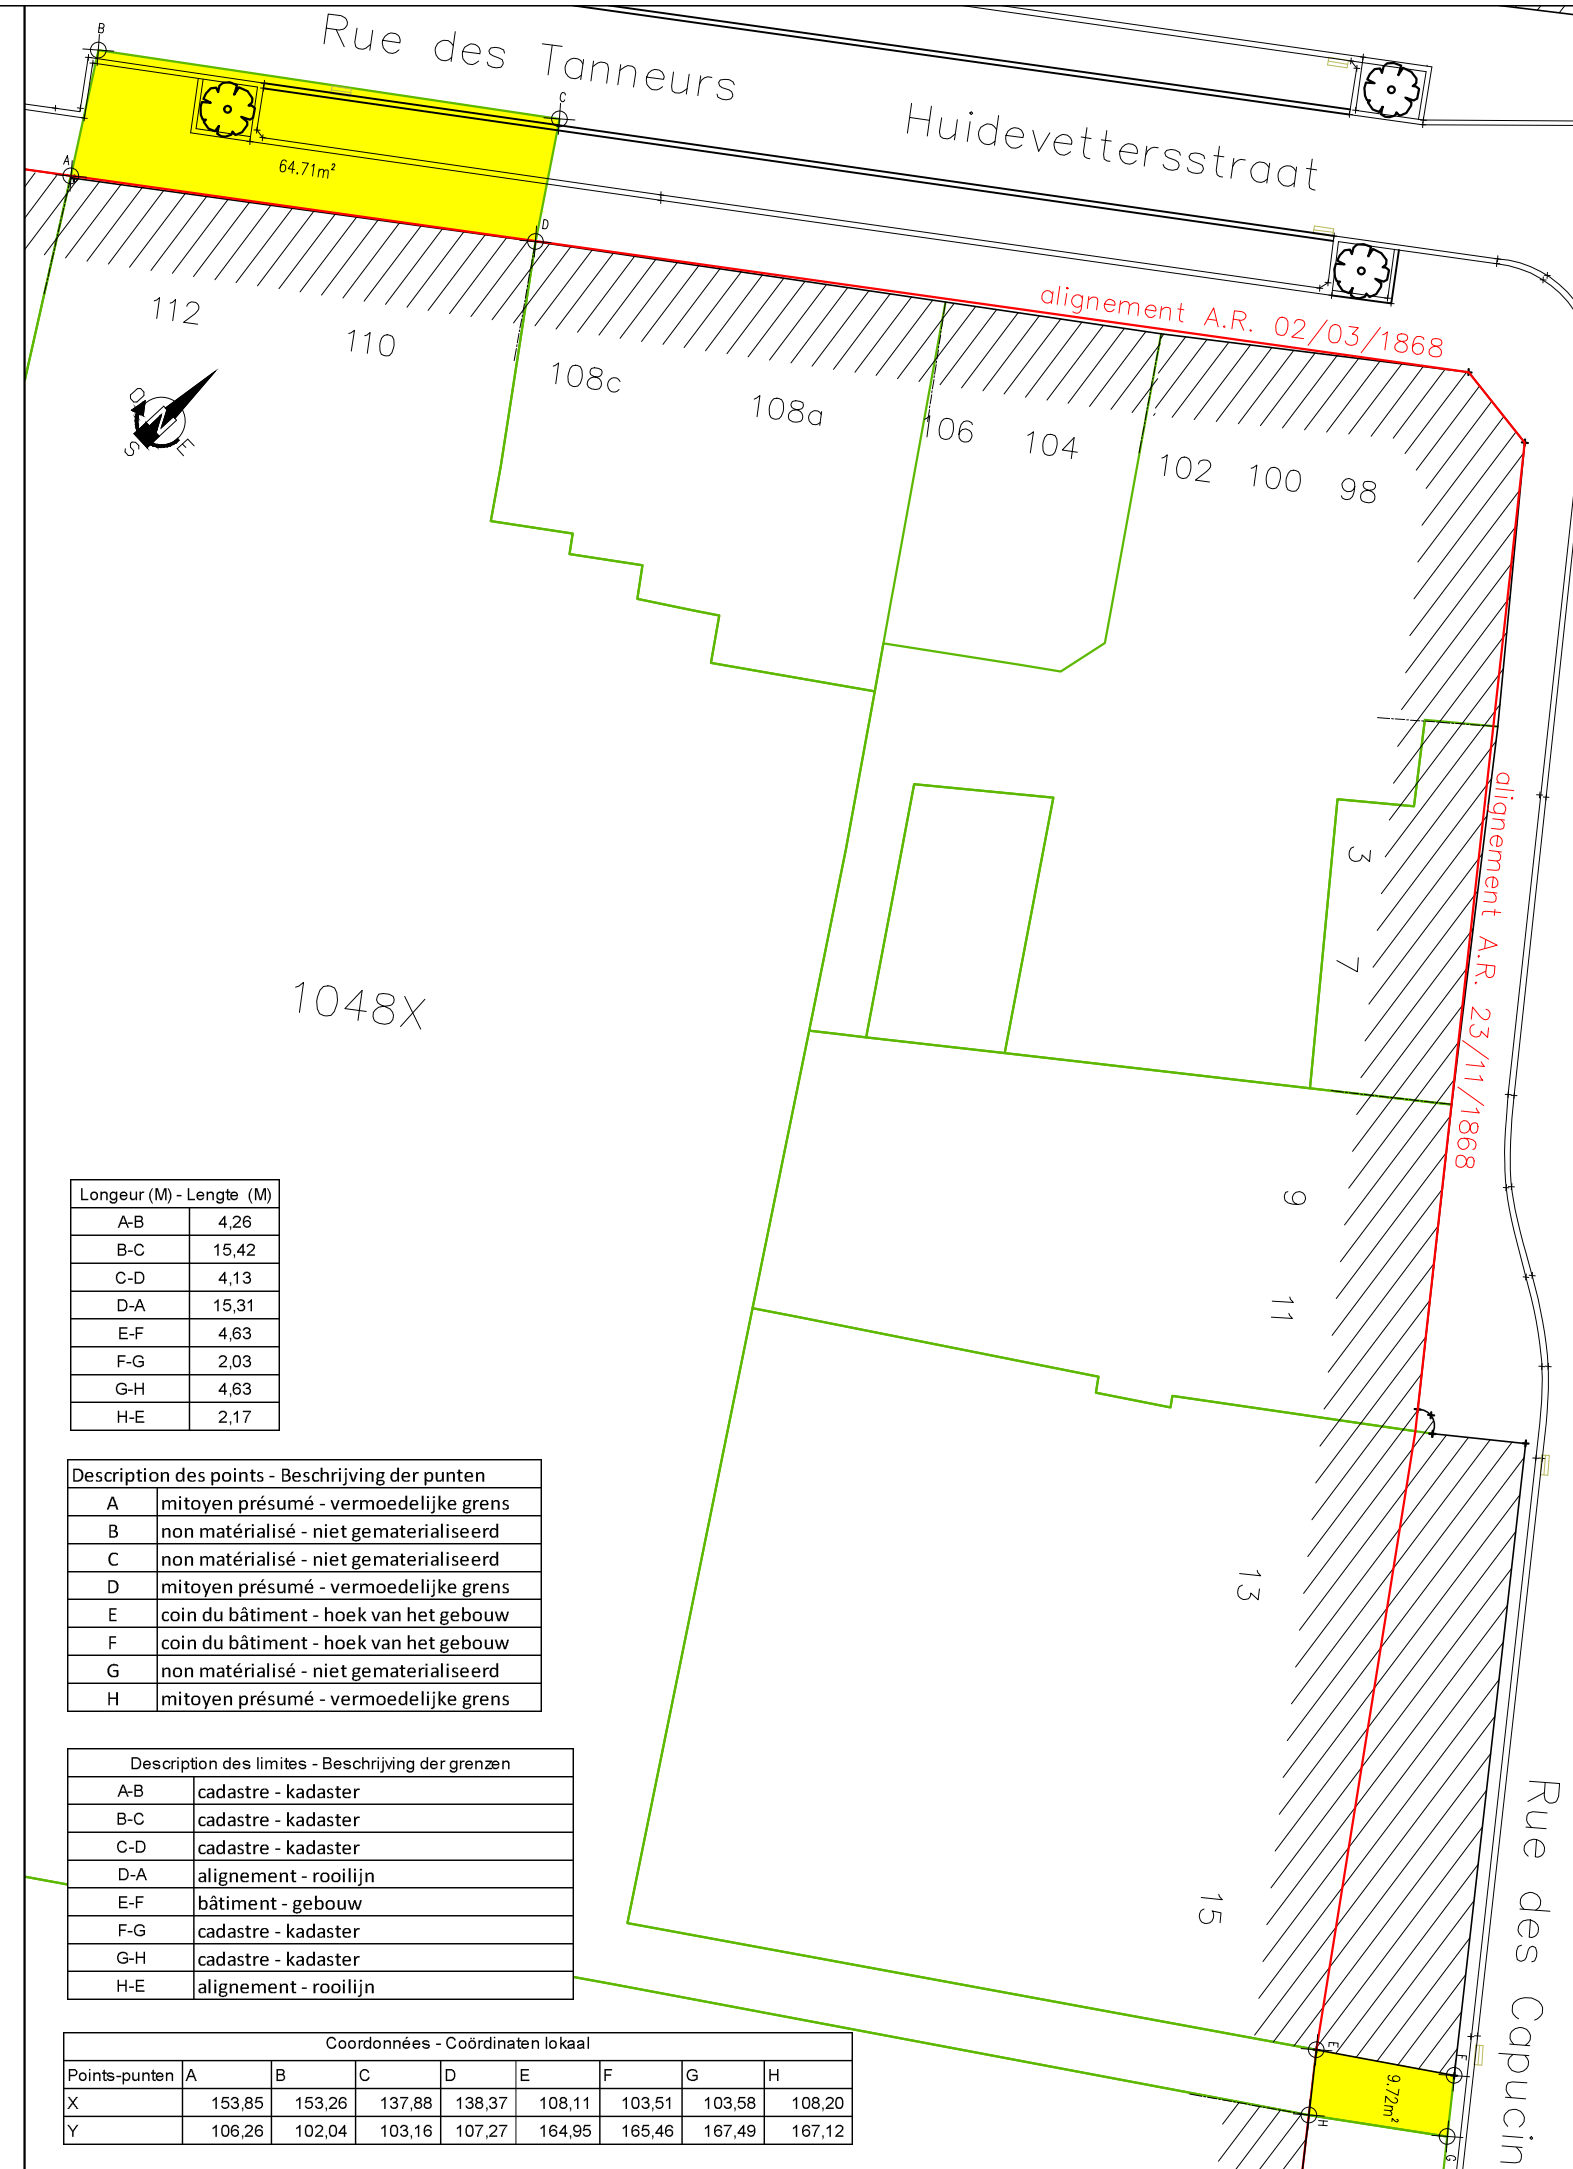 Rue des Tanneurs
Huidevettersstraat
B
C
A
D
64.71m²
alignement A.R. 02/03/1868
112
110
108c
108a
106
104
102
100
98
O
N
S
E
alignement A.R. 23/11/1868
3
7
9
11
13
15
1048X
Longeur (M) - Lengte (M)
A-B 4,26
B-C 15,42
C-D 4,13
D-A 15,31
E-F 4,63
F-G 2,03
G-H 4,63
H-E 2,17
Description des points - Beschrijving der punten
A mitoyen présumé - vermoedelijke grens
B non matérialisé - niet gematerialiseerd
C non matérialisé - niet gematerialiseerd
D mitoyen présumé - vermoedelijke grens
E coin du bâtiment - hoek van het gebouw
F coin du bâtiment - hoek van het gebouw
G non matérialisé - niet gematerialiseerd
H mitoyen présumé - vermoedelijke grens
Description des limites - Beschrijving der grenzen
A-B cadastre - kadaster
B-C cadastre - kadaster
C-D cadastre - kadaster
D-A alignement - rooilijn
E-F bâtiment - gebouw
F-G cadastre - kadaster
G-H cadastre - kadaster
H-E alignement - rooilijn
Coordonnées - Coördinaten lokaal
Points-punten A B C D E F G H
X 153,85 153,26 137,88 138,37 108,11 103,51 103,58 108,20
Y 106,26 102,04 103,16 107,27 164,95 165,46 167,49 167,12
Rue des Capucin
E
F
9.72m²
H
G